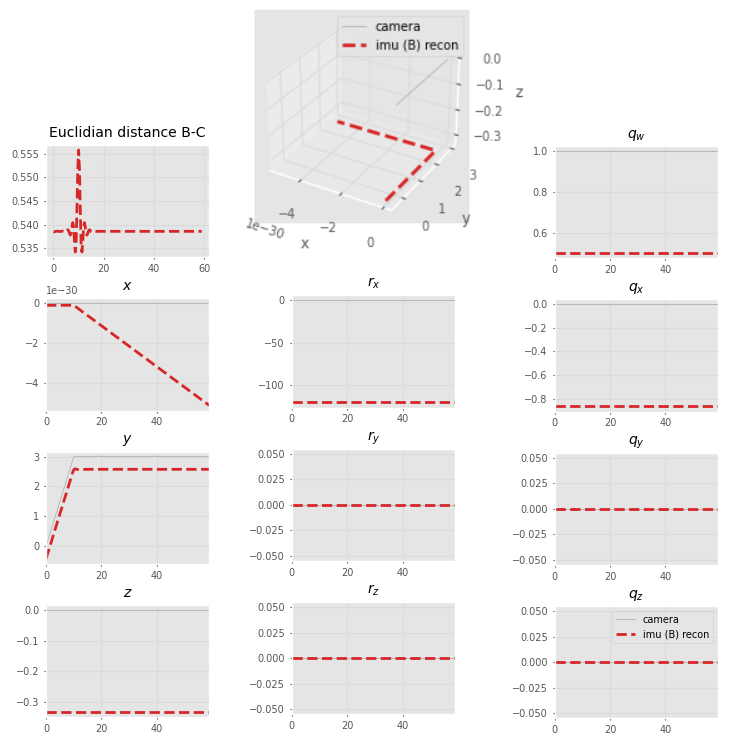 camera
imu (B) recon
0.0
−0.1
−0.2
−0.3
z
3
2
1
0
y
−4
−2
0
1e−30
x
Euclidian distance B-C
0.555
0.550
0.545
0.540
0.535
0 20 40 60
q_w
1.0
0.8
0.6
0 20 40
x
1e−30
0
−2
−4
0 20 40
r_x
0
−50
−100
0 20 40
q_x
0.0
−0.2
−0.4
−0.6
−0.8
0 20 40
y
3
2
1
0
0 20 40
r_y
0.050
0.025
0.000
−0.025
−0.050
0 20 40
q_y
0.050
0.025
0.000
−0.025
−0.050
0 20 40
z
0.0
−0.1
−0.2
−0.3
0 20 40
r_z
0.050
0.025
0.000
−0.025
−0.050
0 20 40
q_z
camera
imu (B) recon
0.050
0.025
0.000
−0.025
−0.050
0 20 40